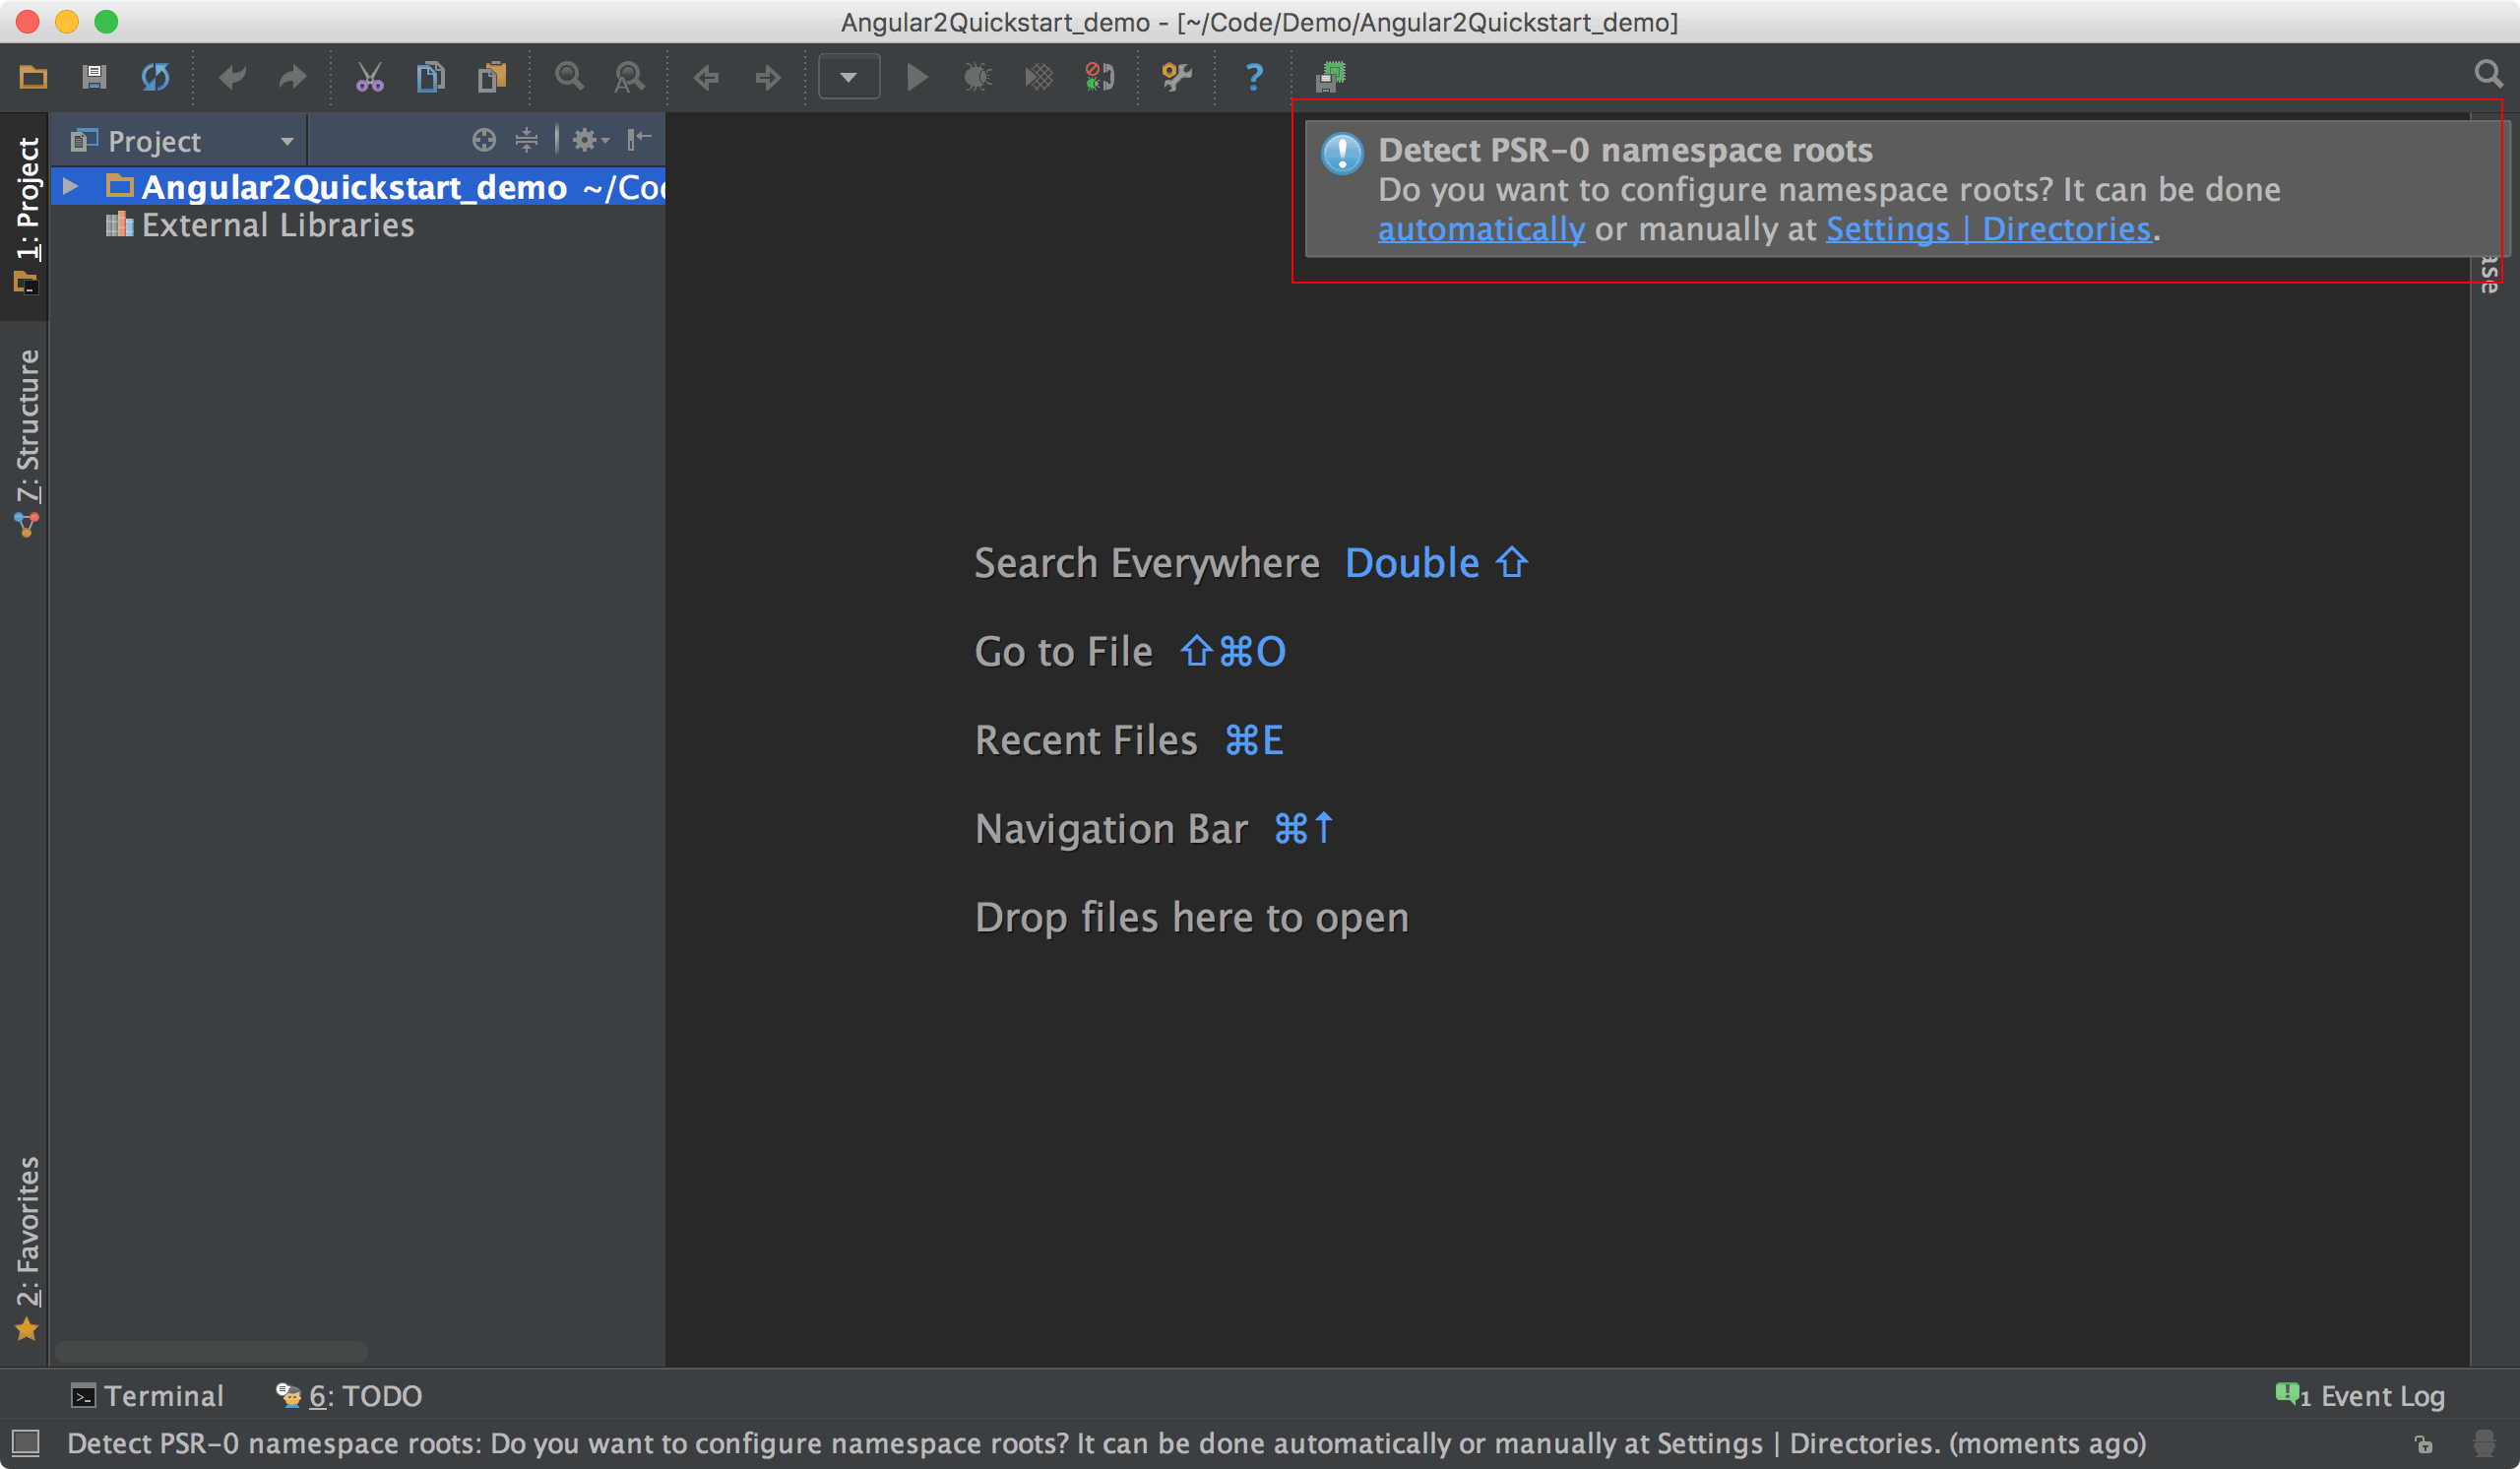 Angular2Quickstart_demo - [~/Code/Demo/Angular2Quickstart_demo]
1: Project
Project
Angular2Quickstart_demo ~/Co
External Libraries
Detect PSR-0 namespace roots
Do you want to configure namespace roots? It can be done
automatically or manually at Settings | Directories.
7: Structure
Search Everywhere Double ⇧
Go to File ⇧⌘O
Recent Files ⌘E
Navigation Bar ⌘↑
Drop files here to open
2: Favorites
Terminal
6: TODO
1 Event Log
Detect PSR-0 namespace roots: Do you want to configure namespace roots? It can be done automatically or manually at Settings | Directories. (moments ago)